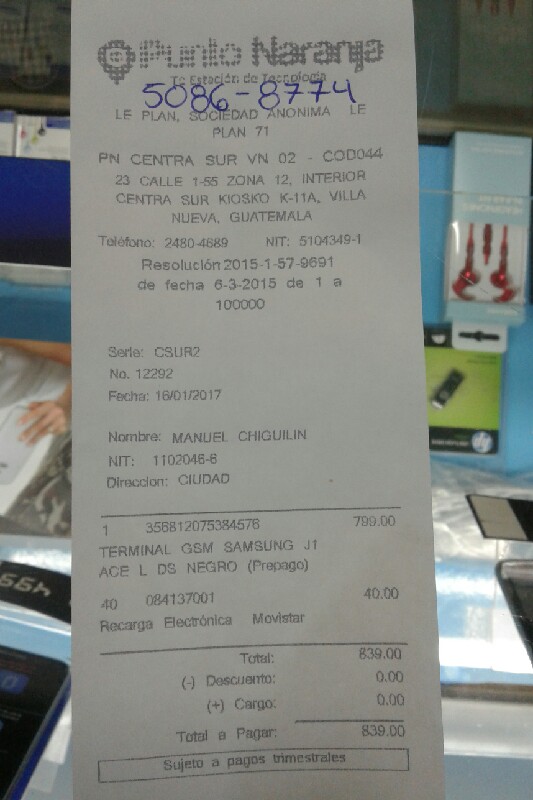 Punto Naranja
Tu Estación de Tecnología
5086-8774
LE PLAN, SOCIEDAD ANONIMA LE
PLAN 71
PN CENTRA SUR VN 02 - COD044
23 CALLE 1-55 ZONA 12, INTERIOR
CENTRA SUR KIOSKO K-11A, VILLA
NUEVA, GUATEMALA
Teléfono: 2480-4689 NIT: 5104349-1
Resolución 2015-1-57-9691
de fecha 6-3-2015 de 1 a
100000
Serie: CSUR2
No. 12292
Fecha: 16/01/2017
Nombre: MANUEL CHIGUILIN
NIT: 1102046-6
Direccion: CIUDAD
1 356812075384576 799.00
TERMINAL GSM SAMSUNG J1
ACE L DS NEGRO (Prepago)
40 084137001 40.00
Recarga Electrónica Movistar
Total: 839.00
(-) Descuento: 0.00
(+) Cargo: 0.00
Total a Pagar: 839.00
Sujeto a pagos trimestrales
hp
499